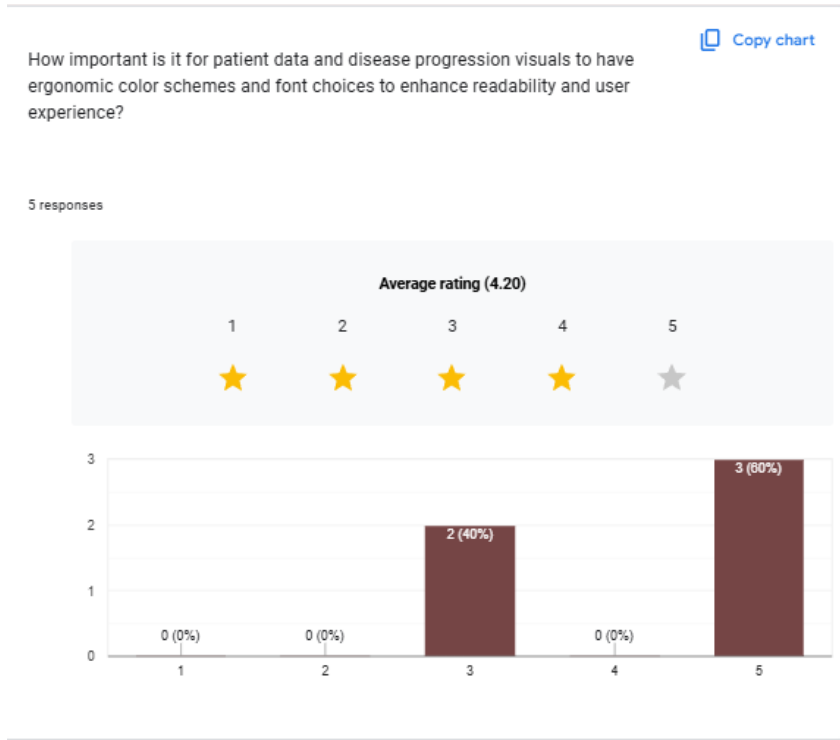 Copy chart
How important is it for patient data and disease progression visuals to have
ergonomic color schemes and font choices to enhance readability and user
experience?
5 responses
Average rating (4.20)
1 2 3 4 5
3
2
1
0
0 (0%) 0 (0%) 2 (40%) 0 (0%) 3 (60%)
1 2 3 4 5